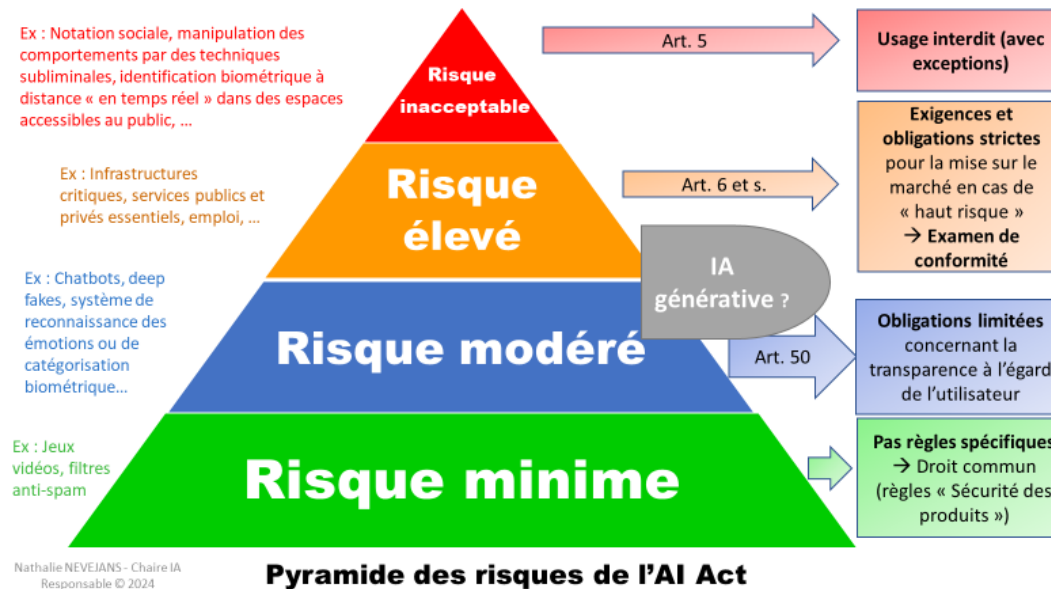 Ex : Notation sociale, manipulation des
comportements par des techniques
subliminales, identification biométrique à
distance « en temps réel » dans des espaces
accessibles au public, …
Risque
inacceptable
Art. 5
Usage interdit (avec
exceptions)
Ex : Infrastructures
critiques, services publics et
privés essentiels, emploi, …
Risque
élevé
Art. 6 et s.
Exigences et
obligations strictes
pour la mise sur le
marché en cas de
« haut risque »
→ Examen de
conformité
IA
générative ?
Ex : Chatbots, deep
fakes, système de
reconnaissance des
émotions ou de
catégorisation
biométrique…
Risque modéré
Art. 50
Obligations limitées
concernant la
transparence à l’égard
de l’utilisateur
Ex : Jeux
vidéos, filtres
anti-spam
Risque minime
Pas règles spécifiques
→ Droit commun
(règles « Sécurité des
produits »)
Nathalie NEVEJANS - Chaire IA
Responsable © 2024
Pyramide des risques de l’AI Act